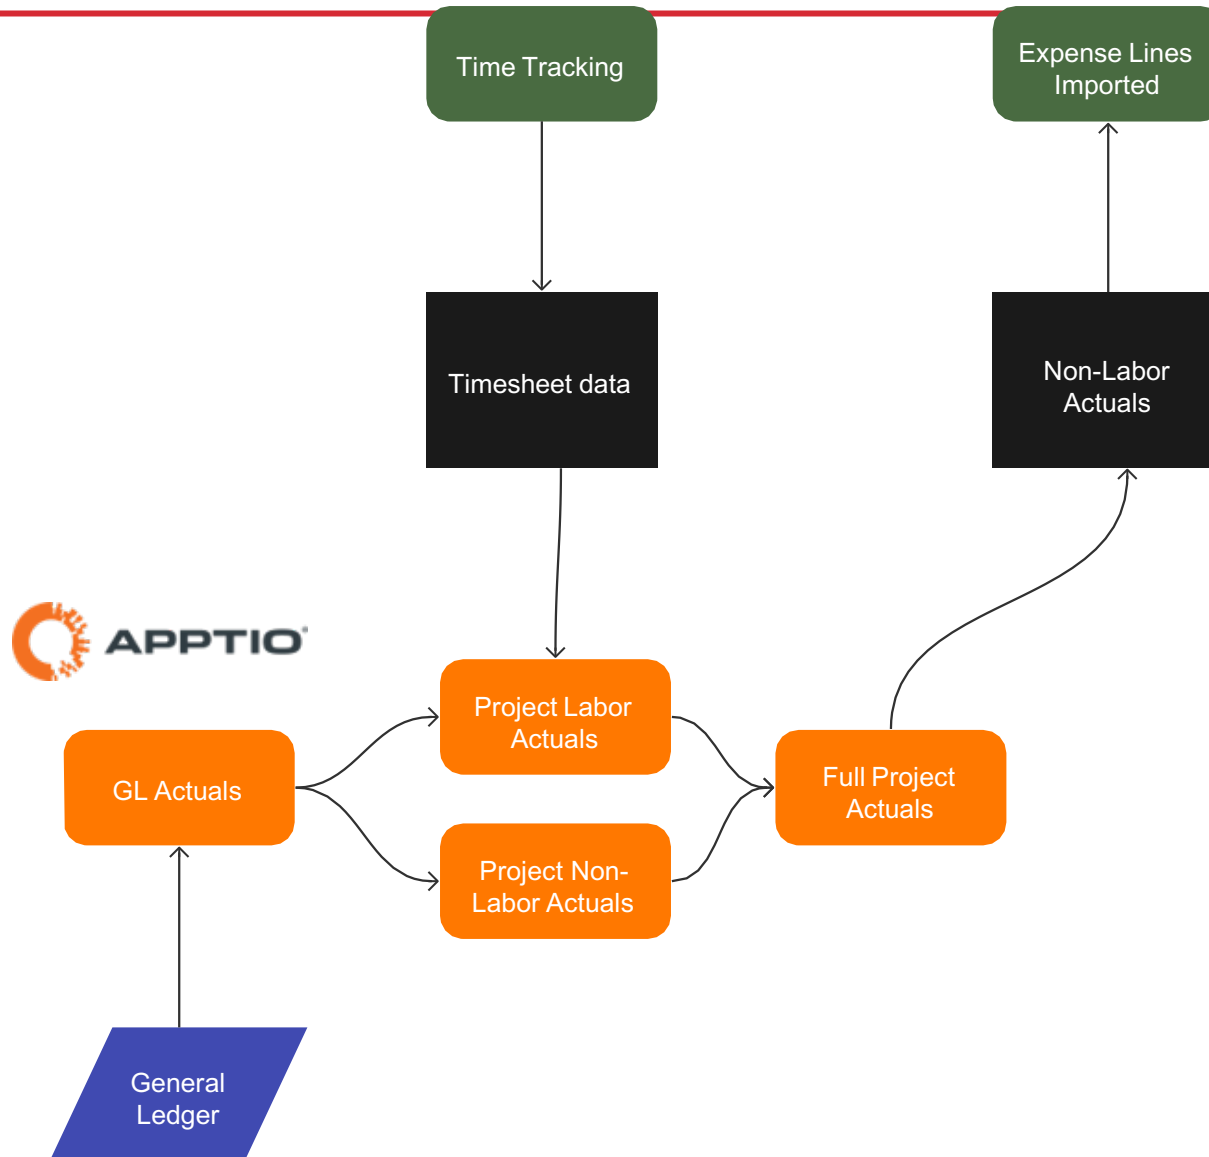 Time Tracking
Expense Lines
Imported
Timesheet data
Non-Labor
Actuals
APPTIO
Project Labor
Actuals
GL Actuals
Full Project
Actuals
Project Non-
Labor Actuals
General
Ledger